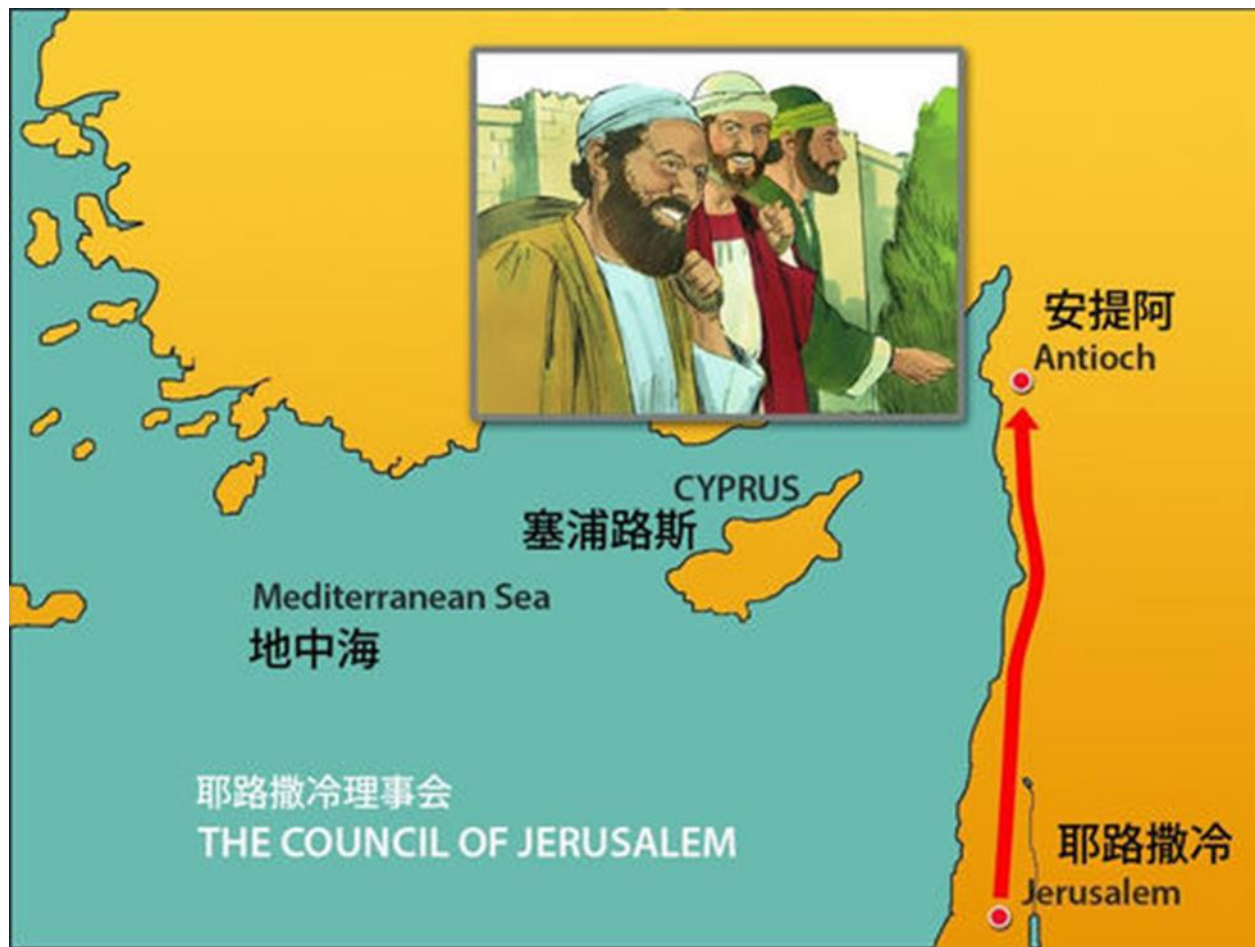 安提阿
Antioch
CYPRUS
塞浦路斯
Mediterranean Sea
地中海
耶路撒冷理事会
THE COUNCIL OF JERUSALEM
耶路撒冷
Jerusalem